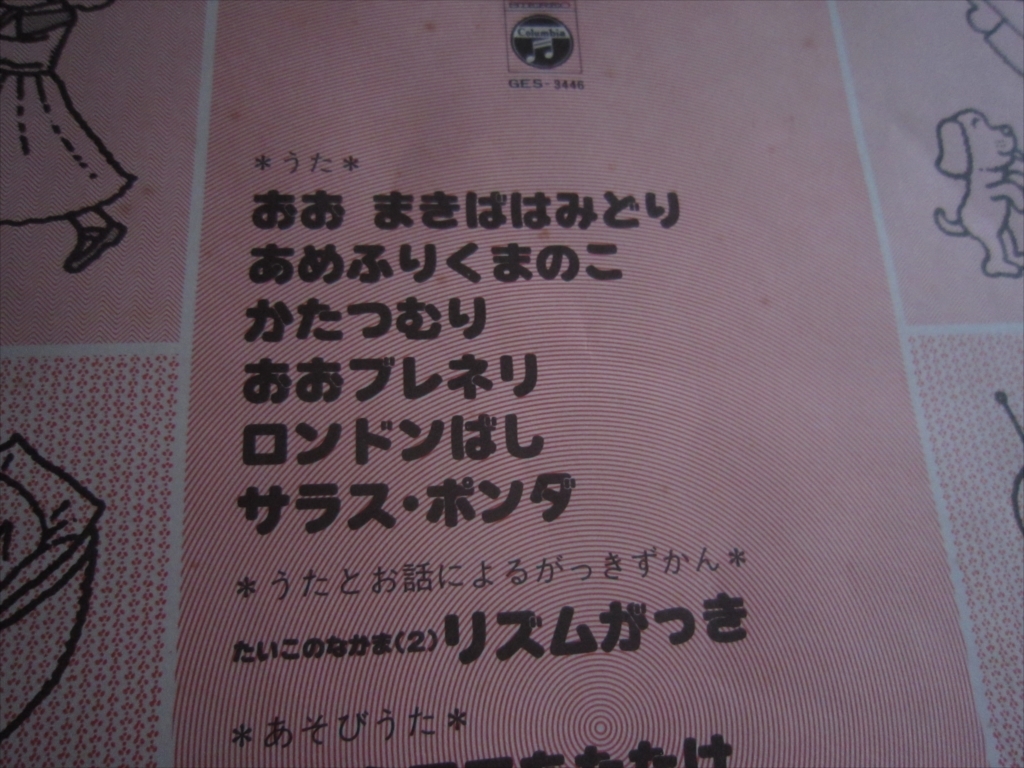 STEREO
Columbia
GES-3446
*うた*
おお まきばはみどり
あめふりくまのこ
かたつむり
おおブレネリ
ロンドンばし
サラス・ポンダ
*うたとお話によるがっきずかん*
たいこのなかま(2)リズムがっき
*あそびうた*